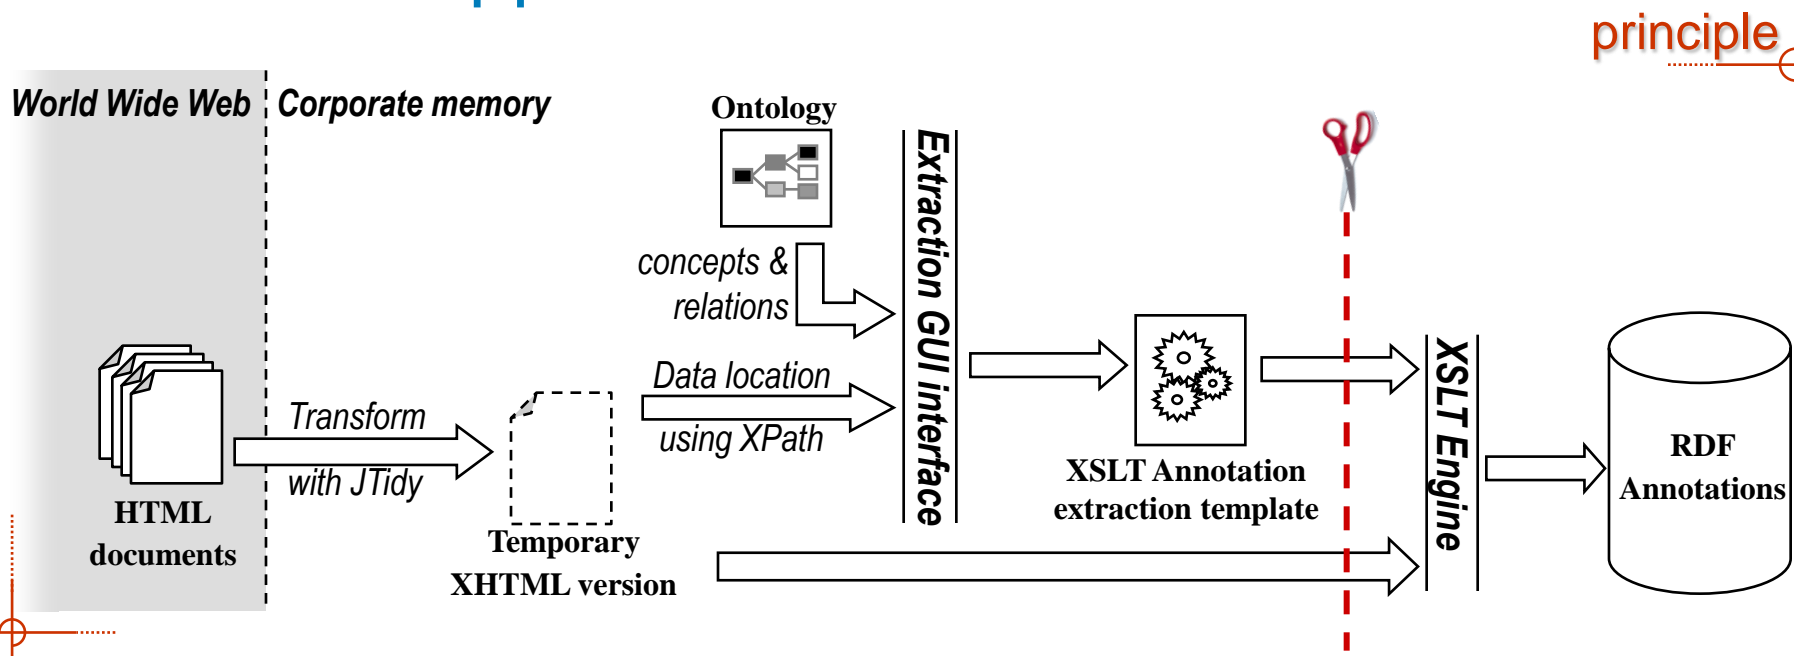 principle
World Wide Web
Corporate memory
Ontology
concepts &
relations
Extraction GUI interface
Data location
using XPath
Transform
with JTidy
HTML
documents
Temporary
XHTML version
XSLT Annotation
extraction template
XSLT Engine
RDF
Annotations